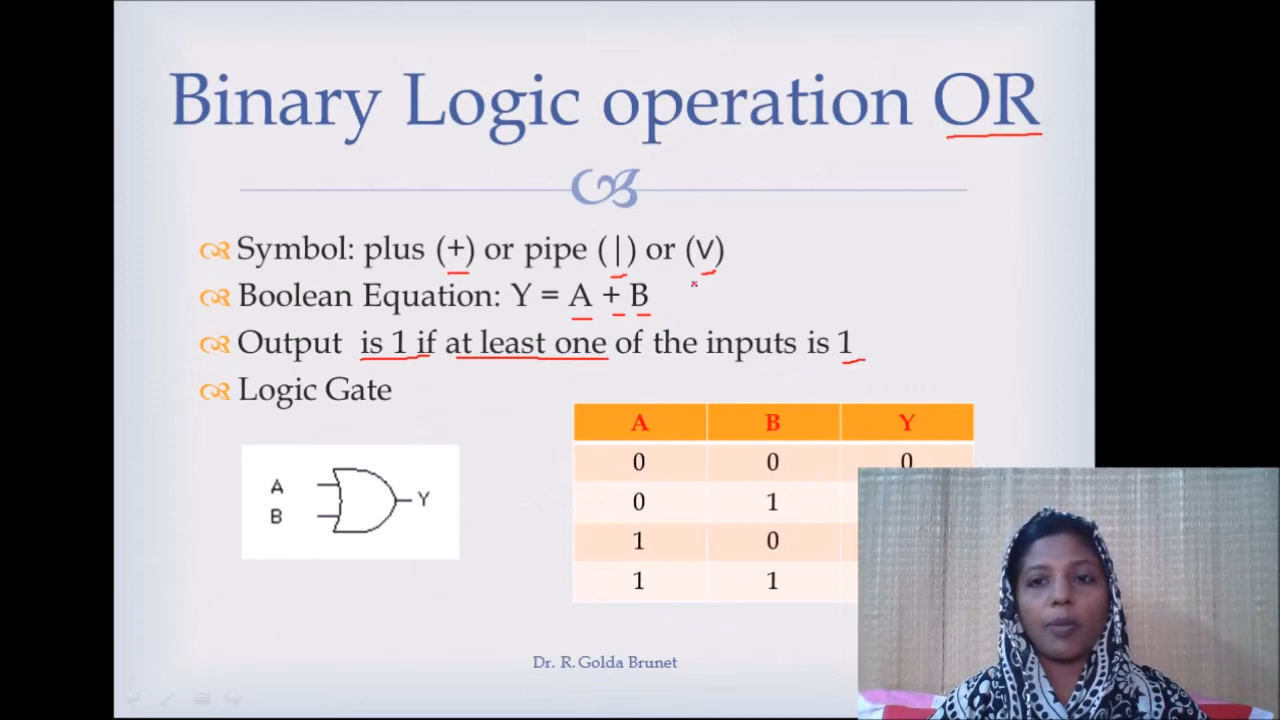 Binary Logic operation OR
Symbol: plus (+) or pipe (|) or (∨)
Boolean Equation: Y = A + B
Output is 1 if at least one of the inputs is 1
Logic Gate
A
B
Y
A B Y
0 0 0
0 1
1 0
1 1
Dr. R. Golda Brunet